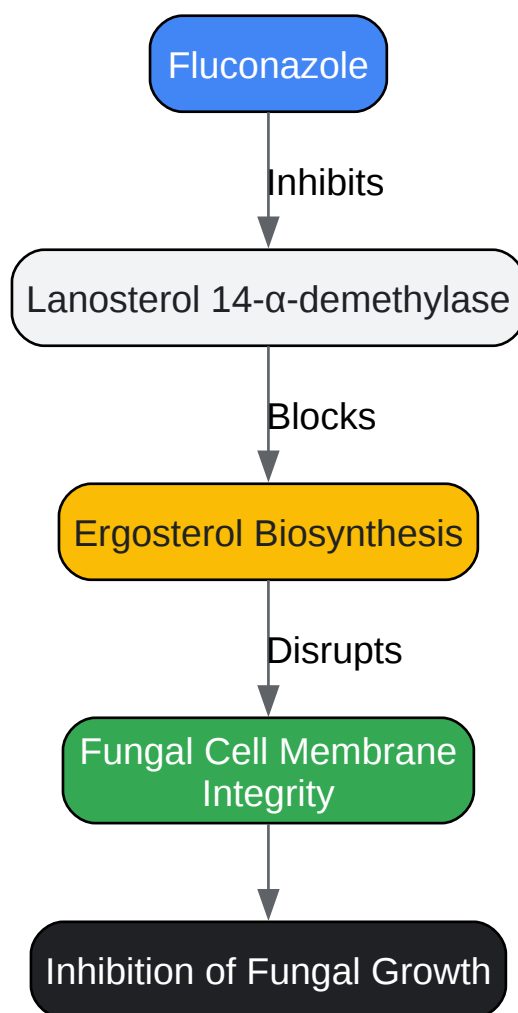 Fluconazole
Inhibits
Lanosterol 14-α-demethylase
Blocks
Ergosterol Biosynthesis
Disrupts
Fungal Cell Membrane
Integrity
Inhibition of Fungal Growth